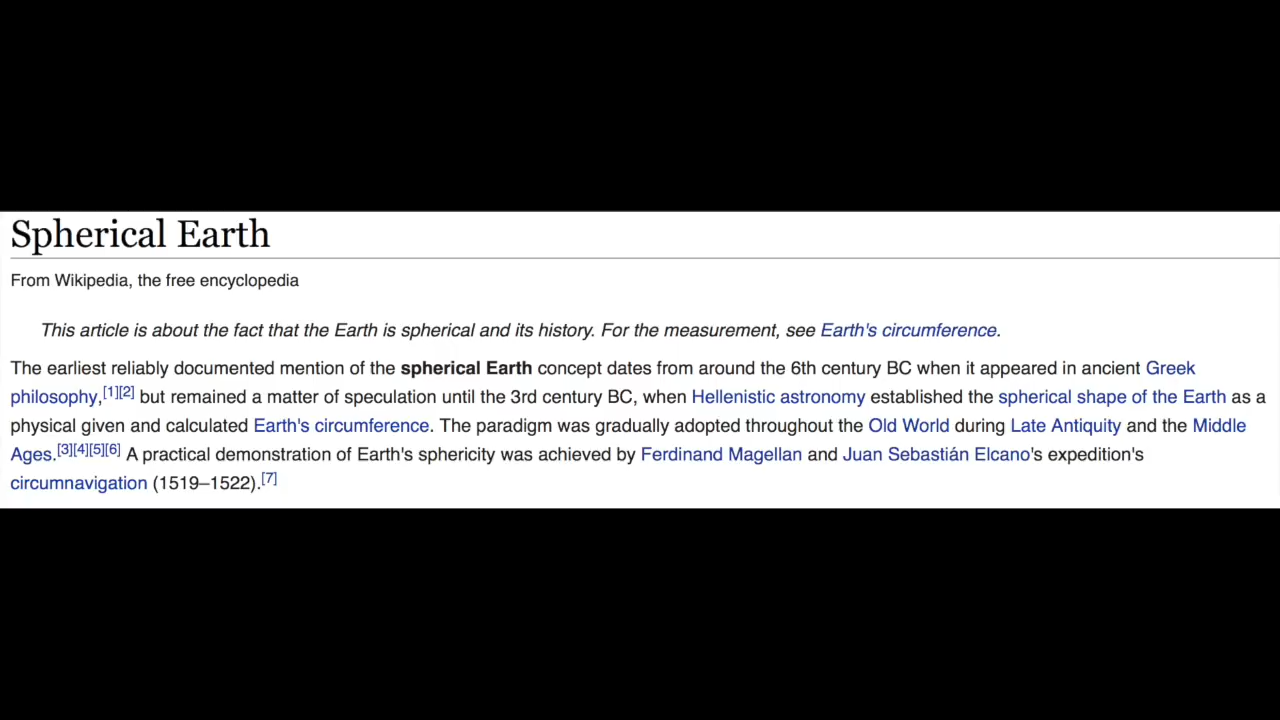 Spherical Earth
From Wikipedia, the free encyclopedia
This article is about the fact that the Earth is spherical and its history. For the measurement, see Earth's circumference.
The earliest reliably documented mention of the spherical Earth concept dates from around the 6th century BC when it appeared in ancient Greek
philosophy,[1][2] but remained a matter of speculation until the 3rd century BC, when Hellenistic astronomy established the spherical shape of the Earth as a
physical given and calculated Earth's circumference. The paradigm was gradually adopted throughout the Old World during Late Antiquity and the Middle
Ages.[3][4][5][6] A practical demonstration of Earth's sphericity was achieved by Ferdinand Magellan and Juan Sebastián Elcano's expedition's
circumnavigation (1519–1522).[7]